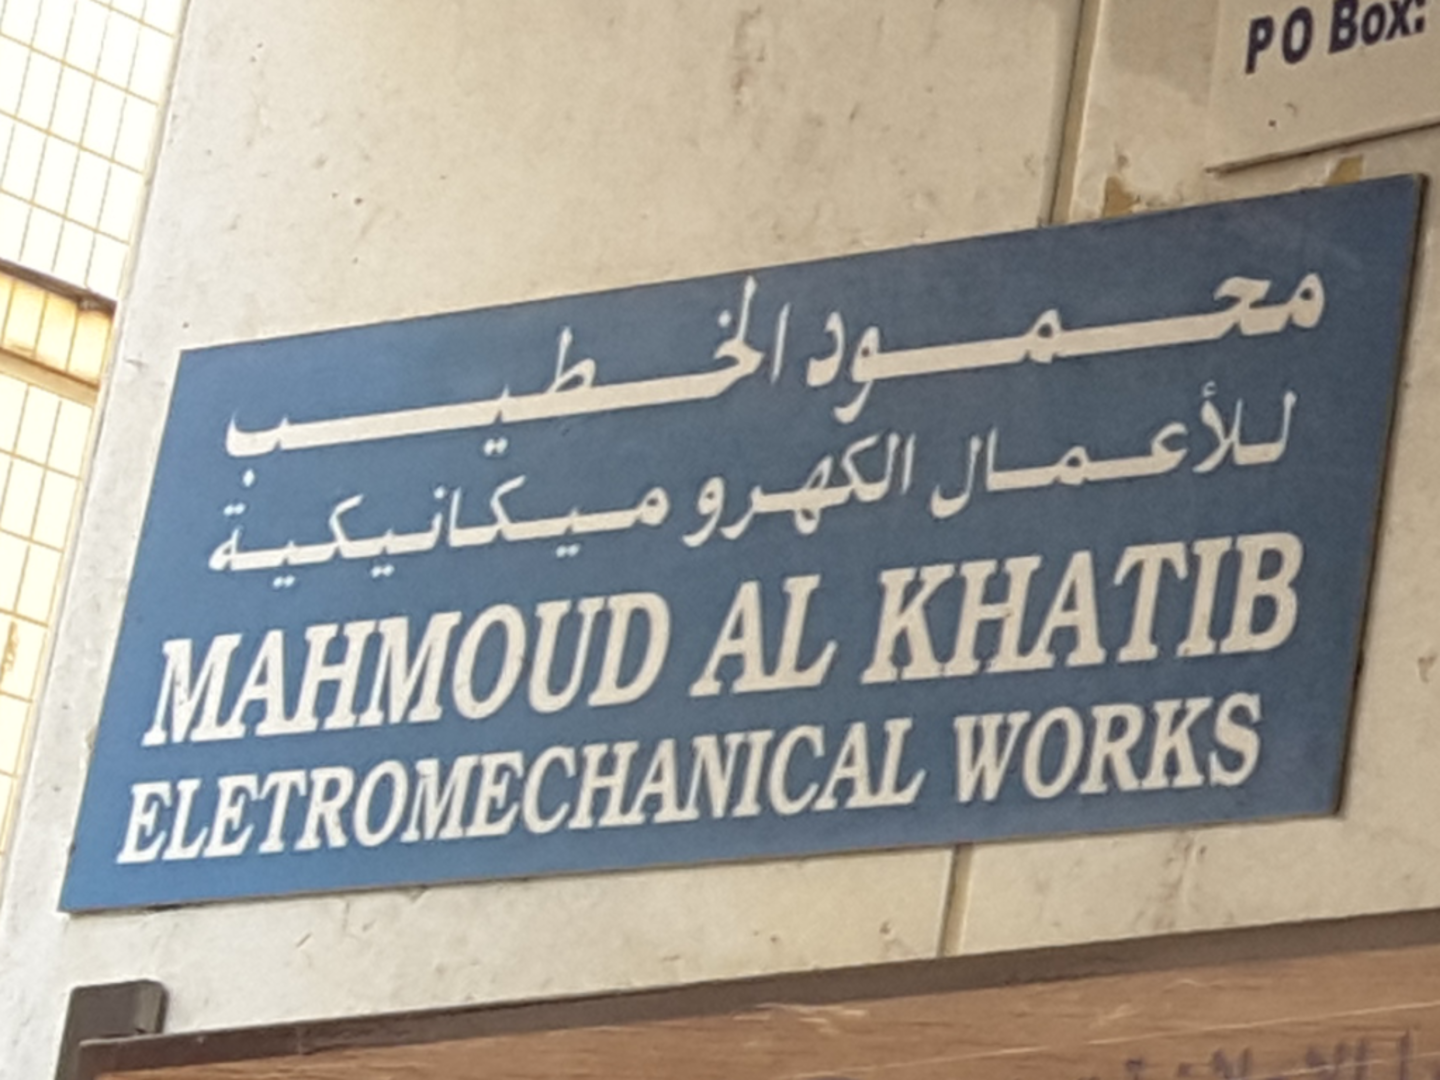 PO Box:
محمود الخطيب
للأعمال الكهرو ميكانيكية
MAHMOUD AL KHATIB
ELETROMECHANICAL WORKS